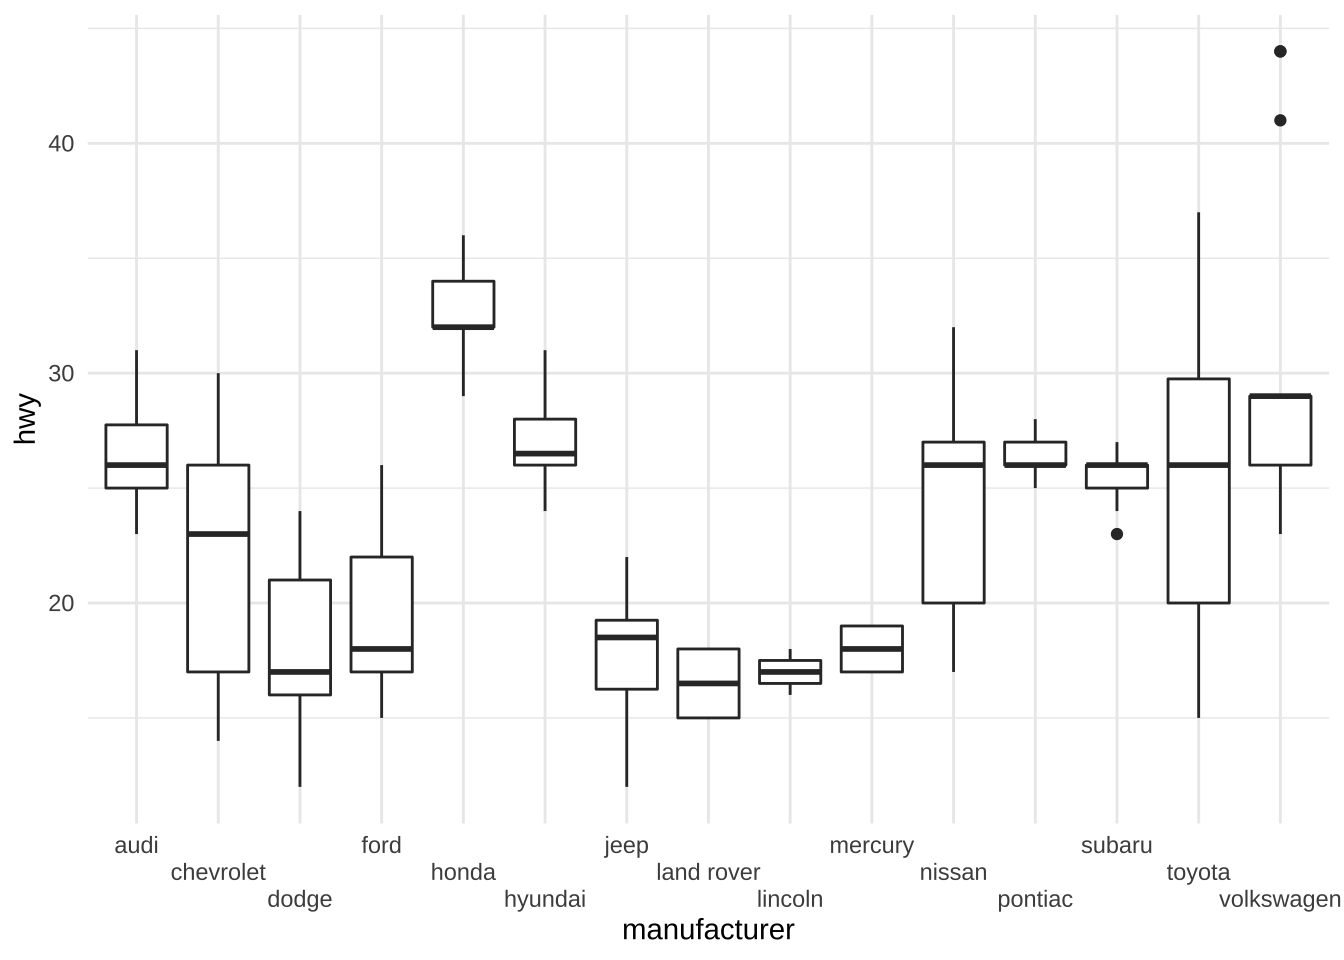 hwy
40
30
20
audi ford jeep mercury subaru
chevrolet honda land rover nissan toyota
dodge hyundai lincoln pontiac volkswagen
manufacturer